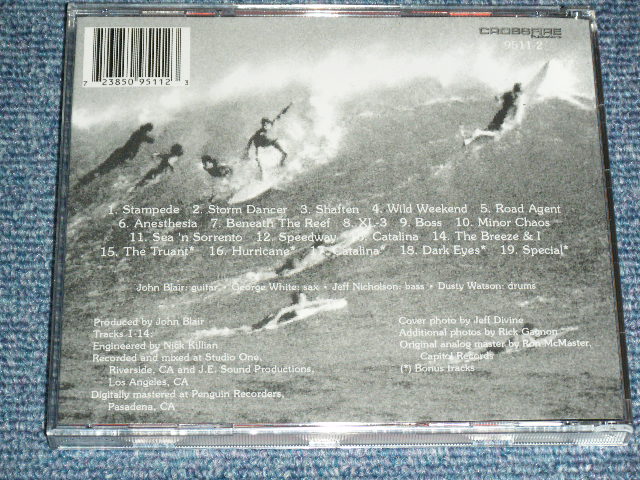 CROSSFIRE
9511 2
7 23850 95112 3
1. Stampede 2. Storm Dancer 3. Shaften 4. Wild Weekend 5. Road Agent
6. Anesthesia 7. Beneath The Reef 8. XL-3 9. Boss 10. Minor Chaos
11. Sea 'n Sorrento 12. Speedway 13. Catalina 14. The Breeze & I
15. The Truant* 16. Hurricane* 17. Catalina* 18. Dark Eyes* 19. Special*
John Blair: guitar • George White: sax • Jeff Nicholson: bass • Dusty Watson: drums
Produced by John Blair
Tracks 1-14:
Engineered by Nick Killian
Recorded and mixed at Studio One,
Riverside, CA and J.E. Sound Productions,
Los Angeles, CA
Digitally mastered at Penguin Recorders,
Pasadena, CA
Cover photo by Jeff Divine
Additional photos by Rick Gagnon
Original analog master by Ron McMaster,
Capitol Records
(*) Bonus tracks